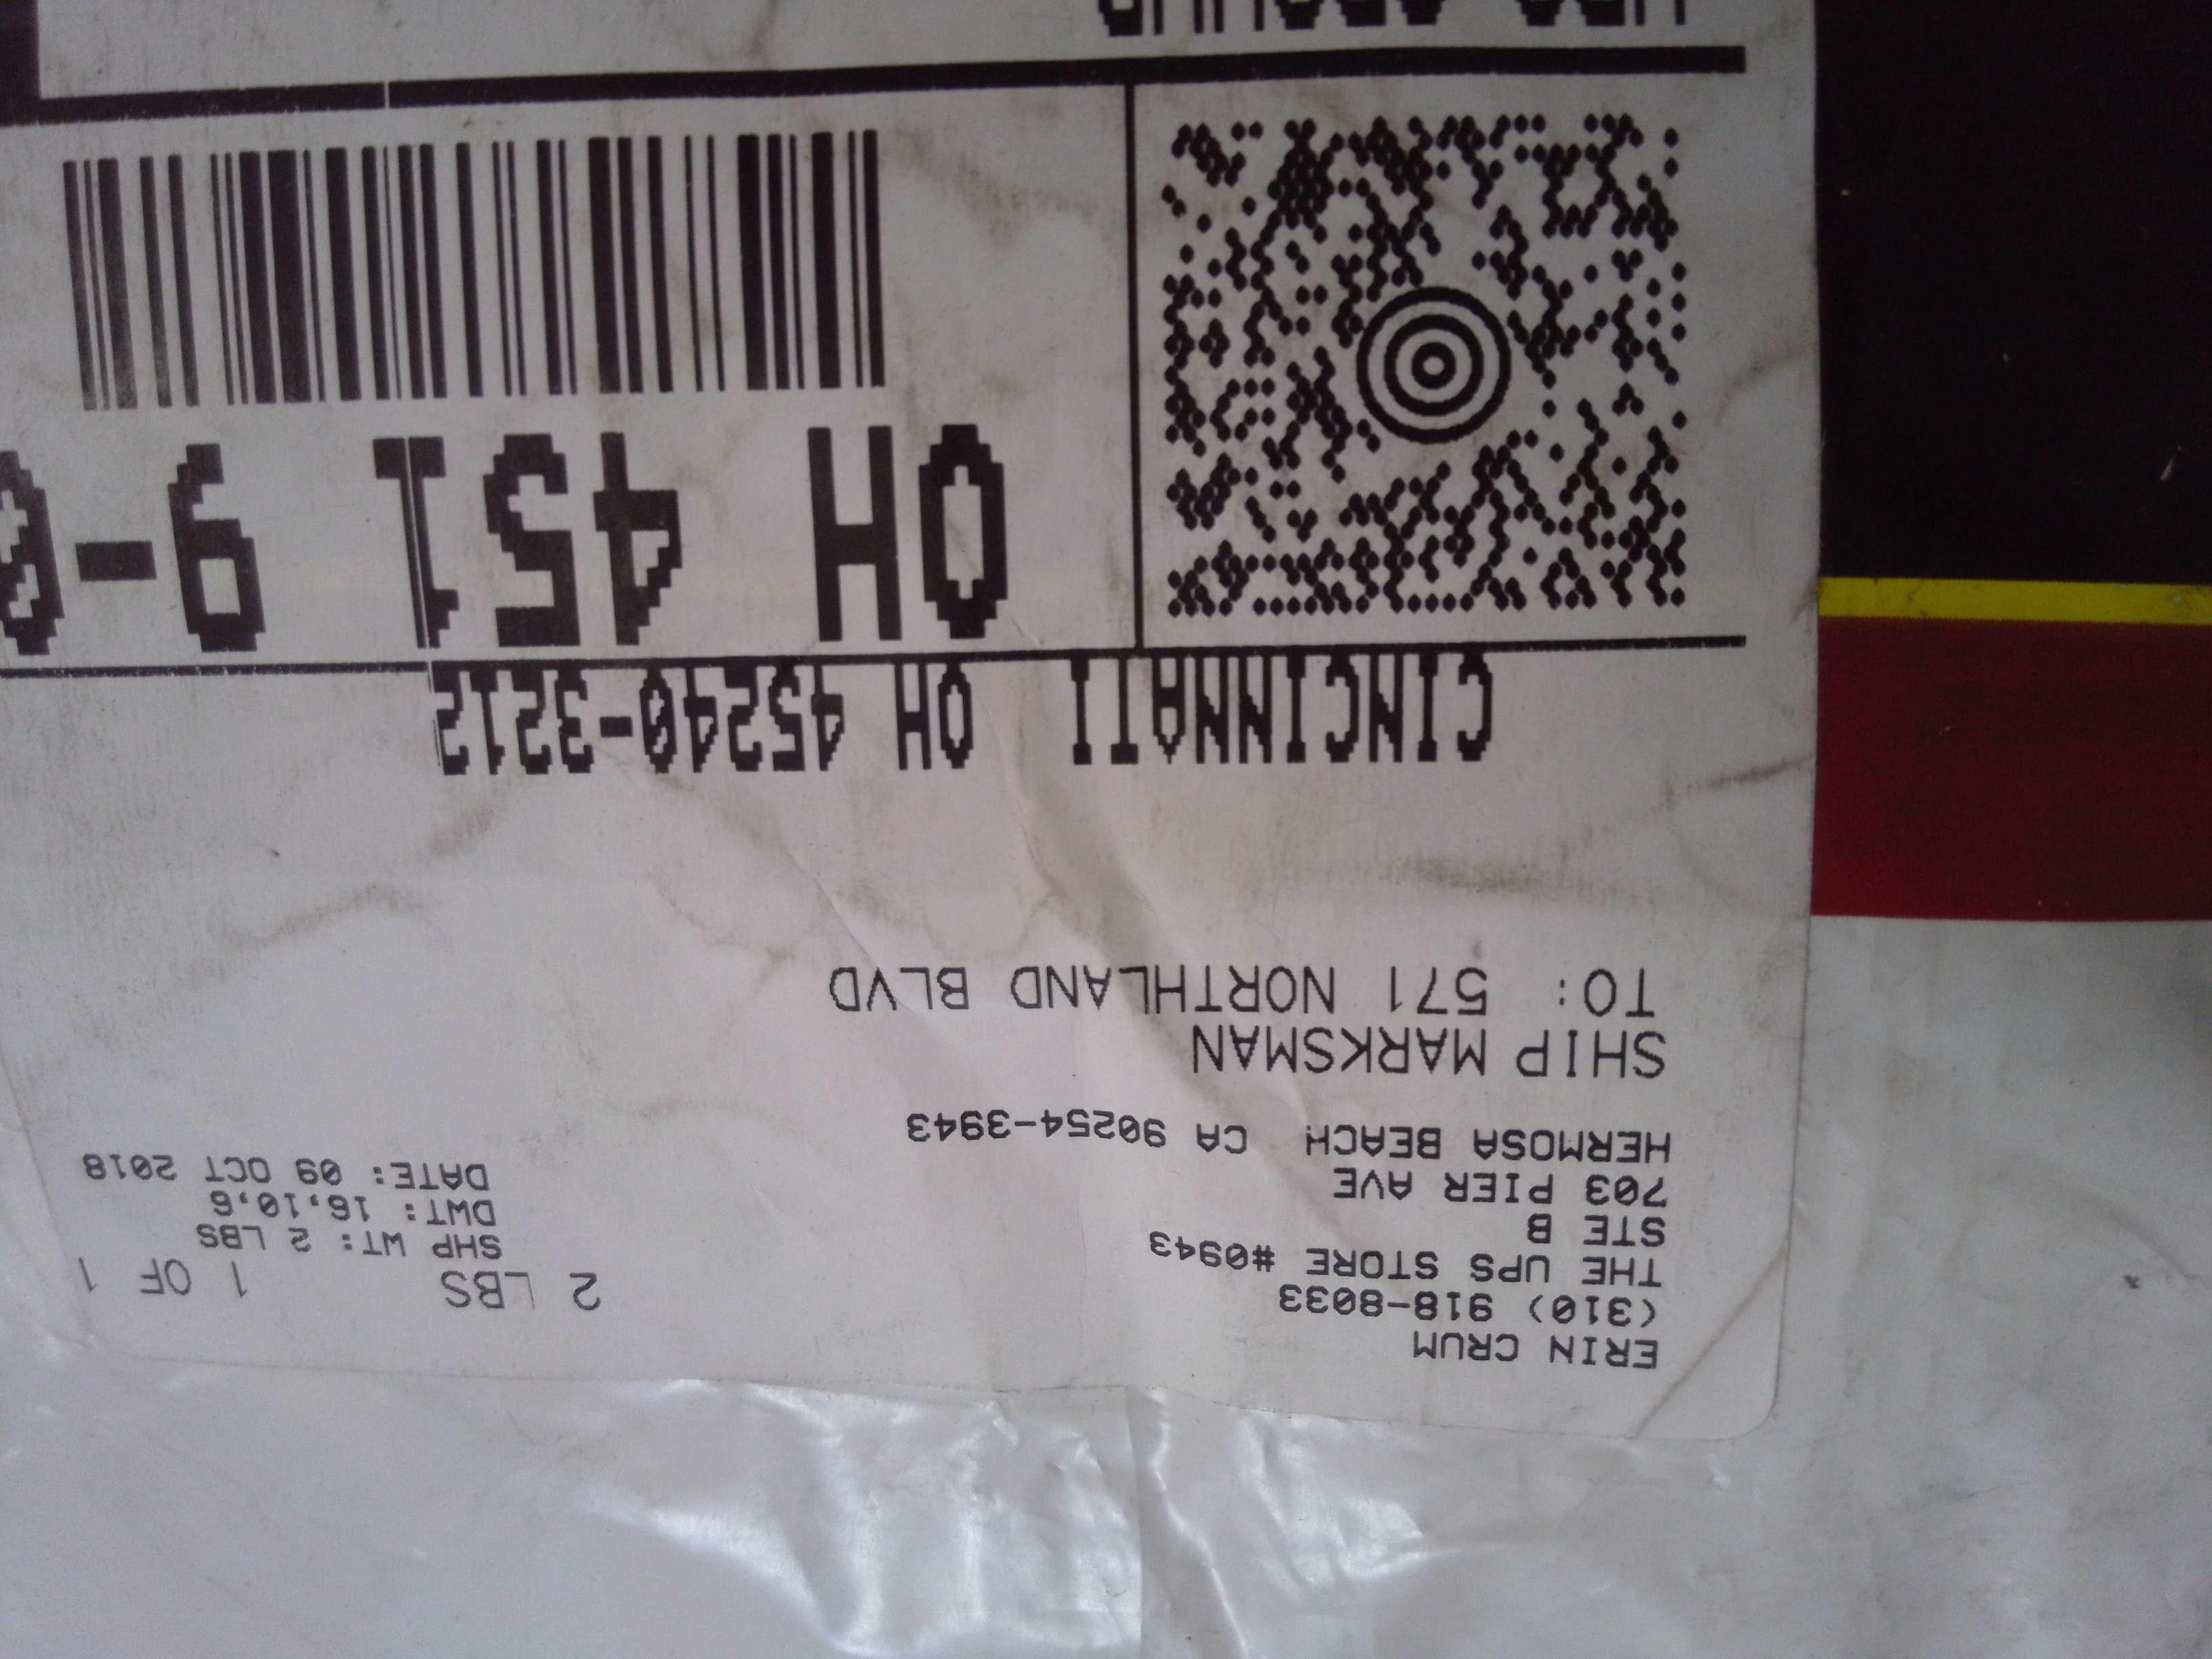 ERIN CRUM
(310) 918-8033
THE UPS STORE #0943
STE B
703 PIER AVE
HERMOSA BEACH CA 90254-3943
2 LBS 1 OF 1
SHP WT: 2 LBS
DWT: 16,10,6
DATE: 09 OCT 2018
SHIP MARKSMAN
TO: 571 NORTHLAND BLVD
CINCINNATI OH 45240-3212
OH 451 9-0
UPS GROUND